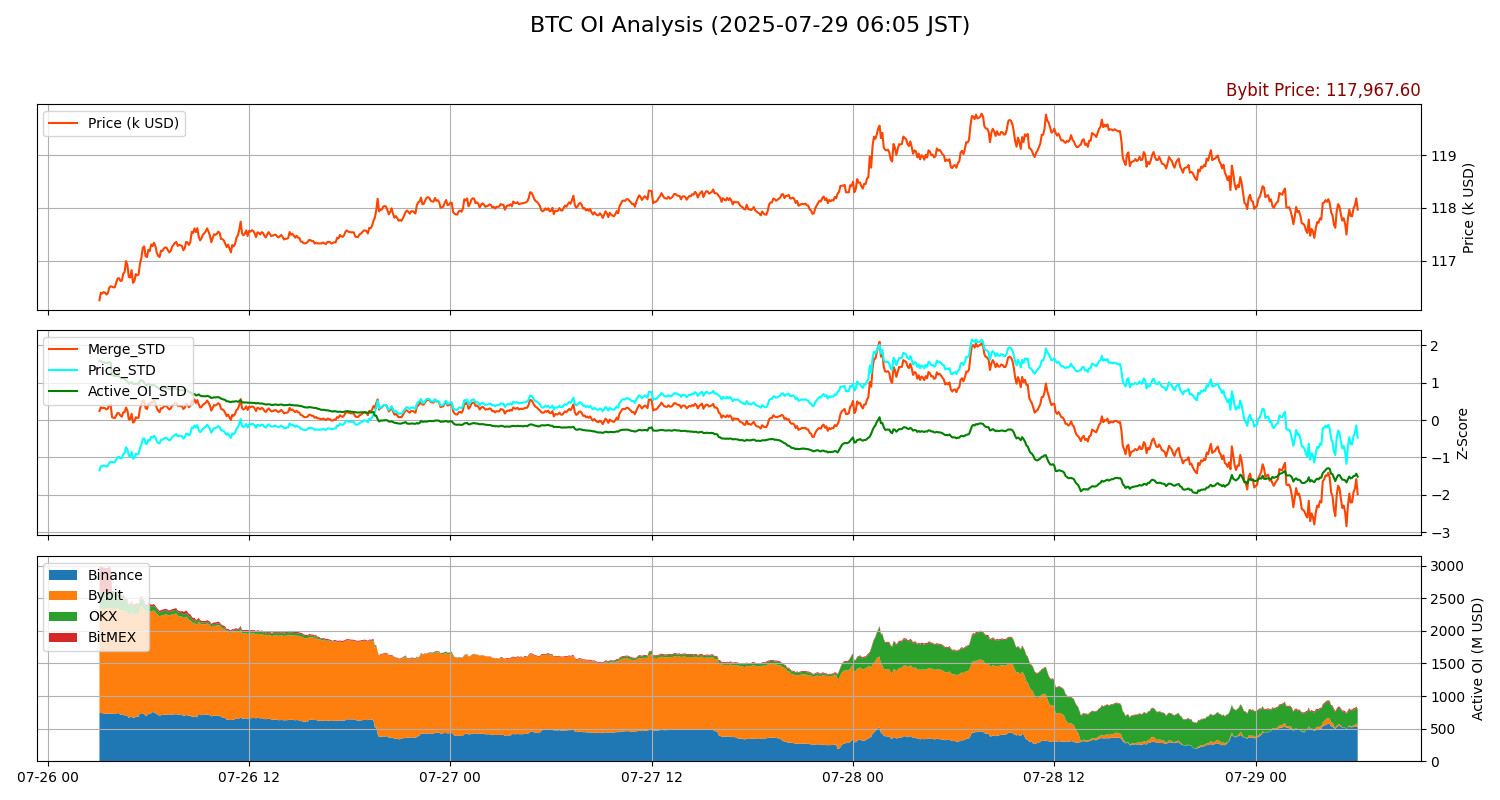 BTC OI Analysis (2025-07-29 06:05 JST)
Bybit Price: 117,967.60
Price (k USD)
119
118
117
Price (k USD)
Merge_STD
Price_STD
Active_OI_STD
2
1
0
−1
−2
−3
Z-Score
Binance
Bybit
OKX
BitMEX
3000
2500
2000
1500
1000
500
0
Active OI (M USD)
07-26 00
07-26 12
07-27 00
07-27 12
07-28 00
07-28 12
07-29 00